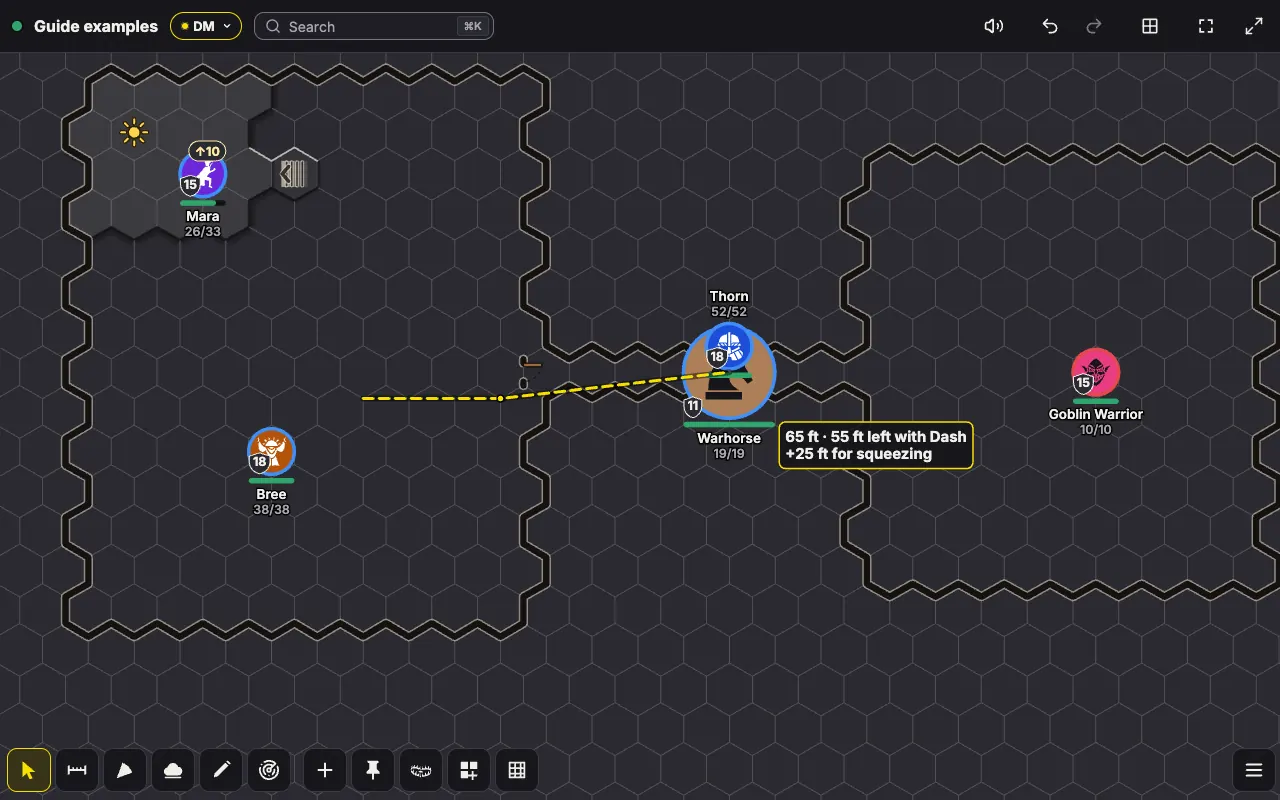 Guide examples
DM
Search
⌘K
↑10
15
Mara
26/33
Thorn
52/52
18
11
Warhorse
19/19
65 ft · 55 ft left with Dash
+25 ft for squeezing
15
Goblin Warrior
10/10
18
Bree
38/38